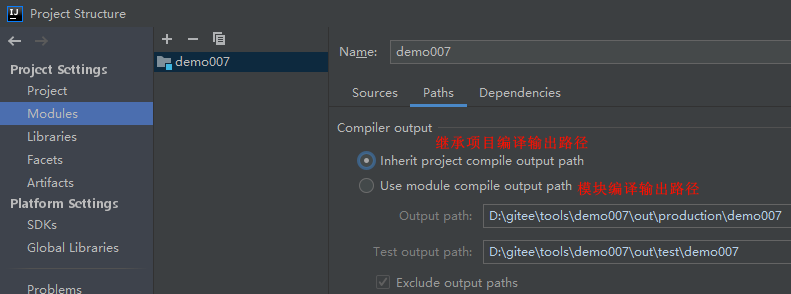 Project Structure
Project Settings
Project
Modules
Libraries
Facets
Artifacts
Platform Settings
SDKs
Global Libraries
Problems
demo007
Name: demo007
Sources Paths Dependencies
Compiler output
继承项目编译输出路径
Inherit project compile output path
Use module compile output path 模块编译输出路径
Output path: D:\gitee\tools\demo007\out\production\demo007
Test output path: D:\gitee\tools\demo007\out\test\demo007
Exclude output paths